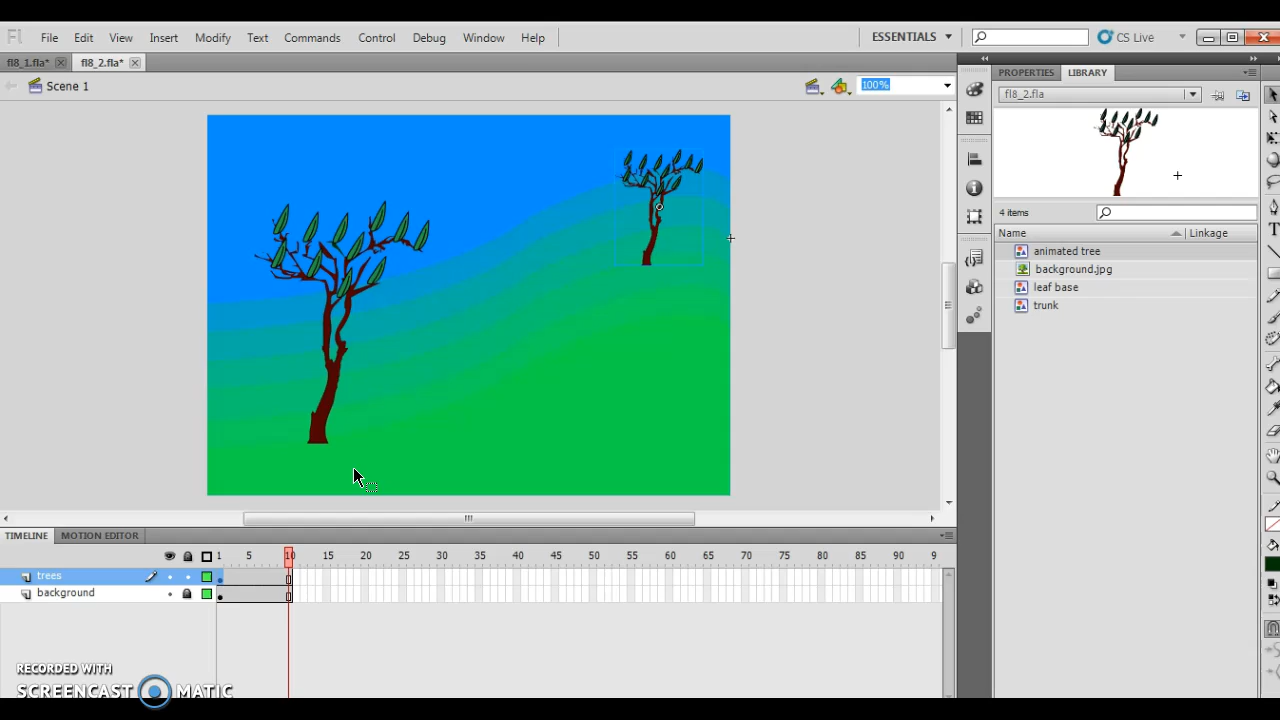 Fl File Edit View Insert Modify Text Commands Control Debug Window Help ESSENTIALS CS Live
fl8_1.fla* fl8_2.fla*
Scene 1 100%
PROPERTIES LIBRARY
fl8_2.fla
4 items
Name Linkage
animated tree
background.jpg
leaf base
trunk
TIMELINE MOTION EDITOR
1 5 10 15 20 25 30 35 40 45 50 55 60 65 70 75 80 85 90 9
trees
background
RECORDED WITH
SCREENCAST MATIC